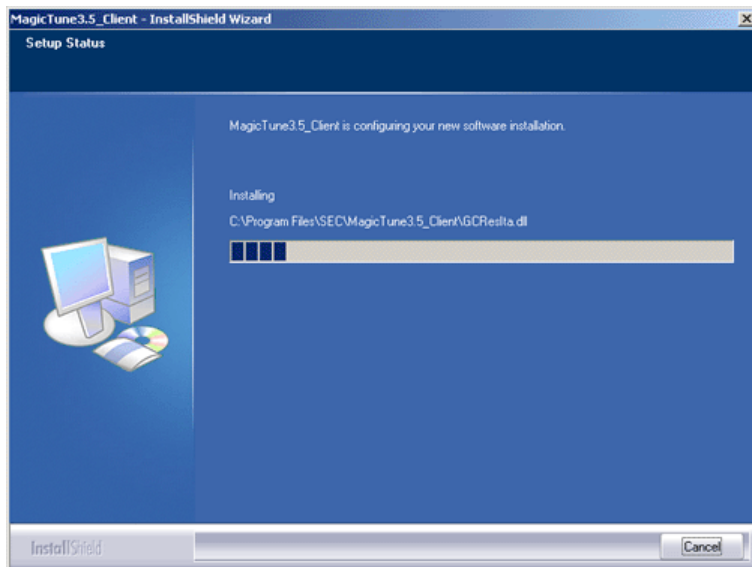 MagicTune3.5_Client - InstallShield Wizard
Setup Status
MagicTune3.5_Client is configuring your new software installation.
Installing
C:\Program Files\SEC\MagicTune3.5_Client\GCResIta.dll
InstallShield
Cancel